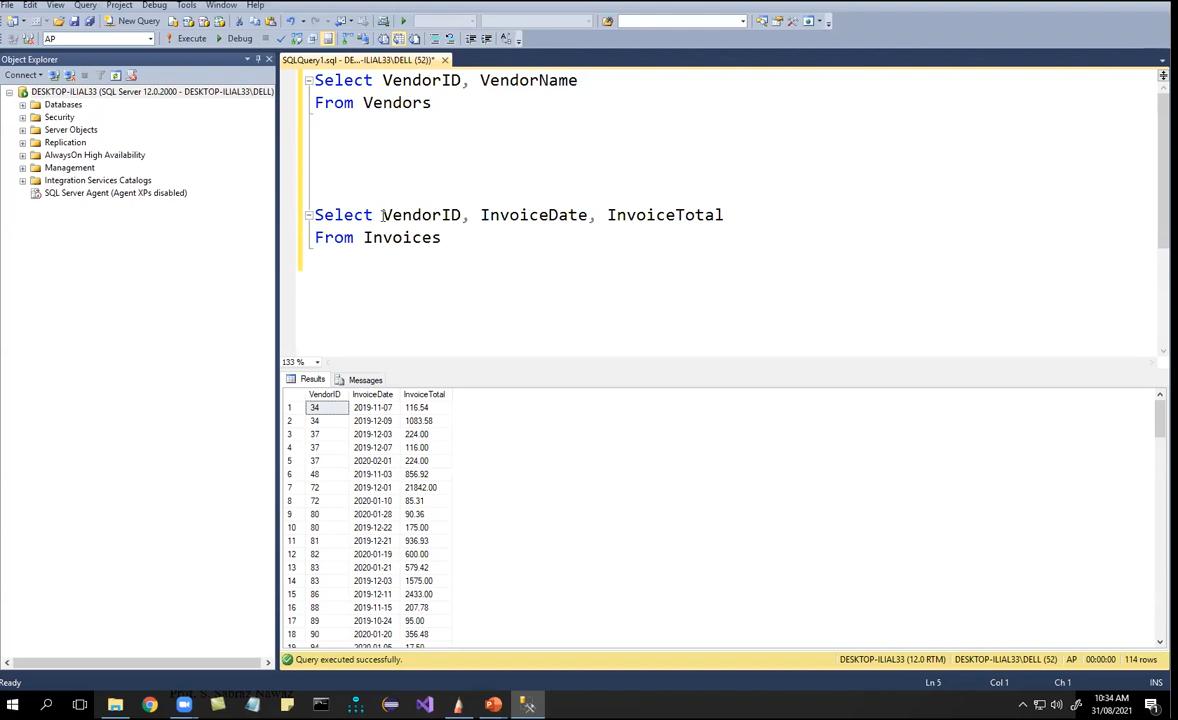 File Edit View Query Project Debug Tools Window Help
New Query
AP Execute Debug
Object Explorer
SQLQuery1.sql - DE...-ILIAL33\DELL (52))*
Connect
DESKTOP-ILIAL33 (SQL Server 12.0.2000 - DESKTOP-ILIAL33\DELL)
Databases
Security
Server Objects
Replication
AlwaysOn High Availability
Management
Integration Services Catalogs
SQL Server Agent (Agent XPs disabled)
Select VendorID, VendorName
From Vendors
Select VendorID, InvoiceDate, InvoiceTotal
From Invoices
133 %
Results Messages
VendorID InvoiceDate InvoiceTotal
1 34 2019-11-07 116.54
2 34 2019-12-09 1083.58
3 37 2019-12-03 224.00
4 37 2019-12-07 116.00
5 37 2020-02-01 224.00
6 48 2019-11-03 856.92
7 72 2019-12-01 21842.00
8 72 2020-01-10 85.31
9 80 2020-01-28 90.36
10 80 2019-12-22 175.00
11 81 2019-12-21 936.93
12 82 2020-01-19 600.00
13 83 2020-01-21 579.42
14 83 2019-12-03 1575.00
15 86 2019-12-11 2433.00
16 88 2019-11-15 207.78
17 89 2019-10-24 95.00
18 90 2020-01-20 356.48
19 94 2020-01-05 17.50
Query executed successfully.
DESKTOP-ILIAL33 (12.0 RTM) DESKTOP-ILIAL33\DELL (52) AP 00:00:00 114 rows
Ready Ln 5 Col 1 Ch 1 INS
Prof. S. Sabraz Nawaz
10:34 AM
31/08/2021